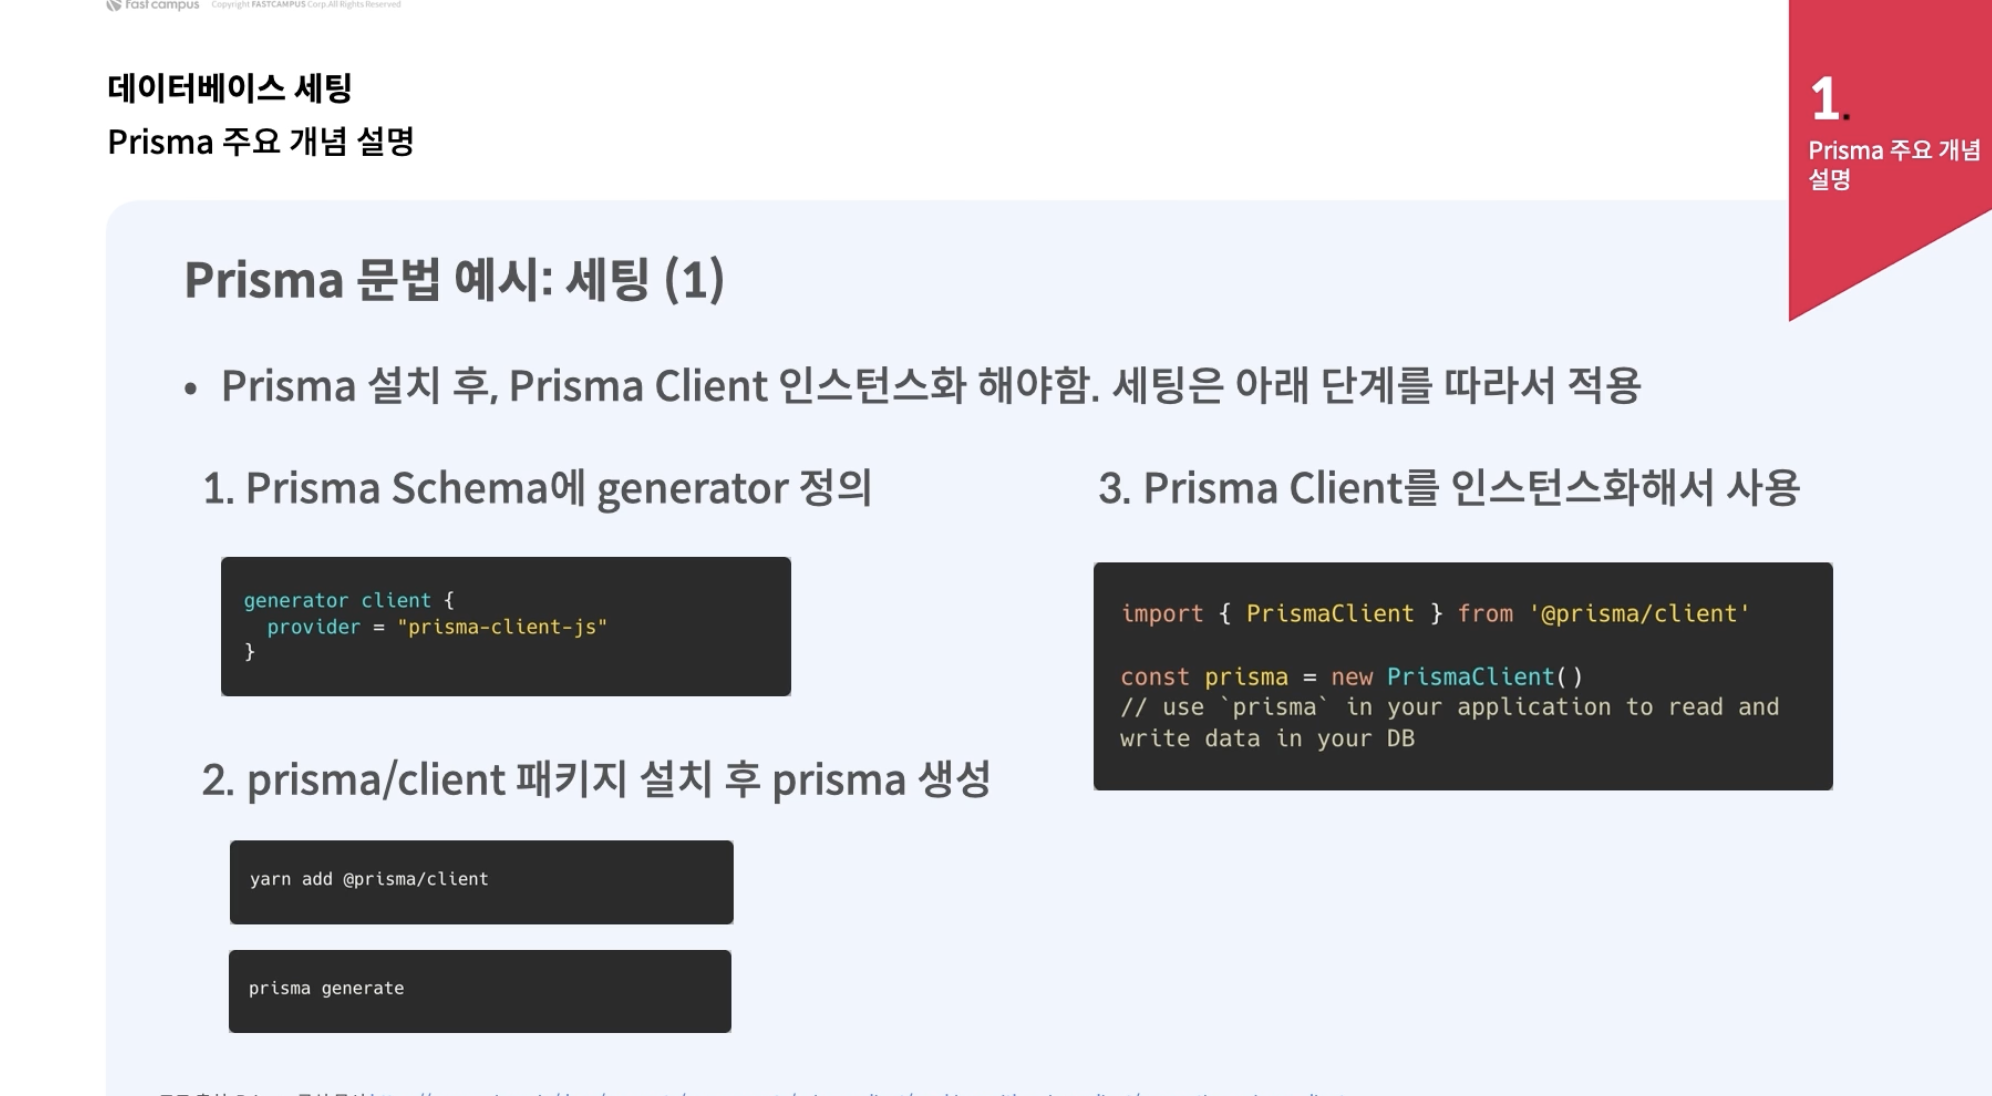 Fast campus Copyright FASTCAMPUS Corp. All Rights Reserved
데이터베이스 세팅
Prisma 주요 개념 설명
1.
Prisma 주요 개념
설명
Prisma 문법 예시: 세팅 (1)
• Prisma 설치 후, Prisma Client 인스턴스화 해야함. 세팅은 아래 단계를 따라서 적용
1. Prisma Schema에 generator 정의
generator client {
  provider = "prisma-client-js"
}
2. prisma/client 패키지 설치 후 prisma 생성
yarn add @prisma/client
prisma generate
3. Prisma Client를 인스턴스화해서 사용
import { PrismaClient } from '@prisma/client'
const prisma = new PrismaClient()
// use `prisma` in your application to read and
write data in your DB